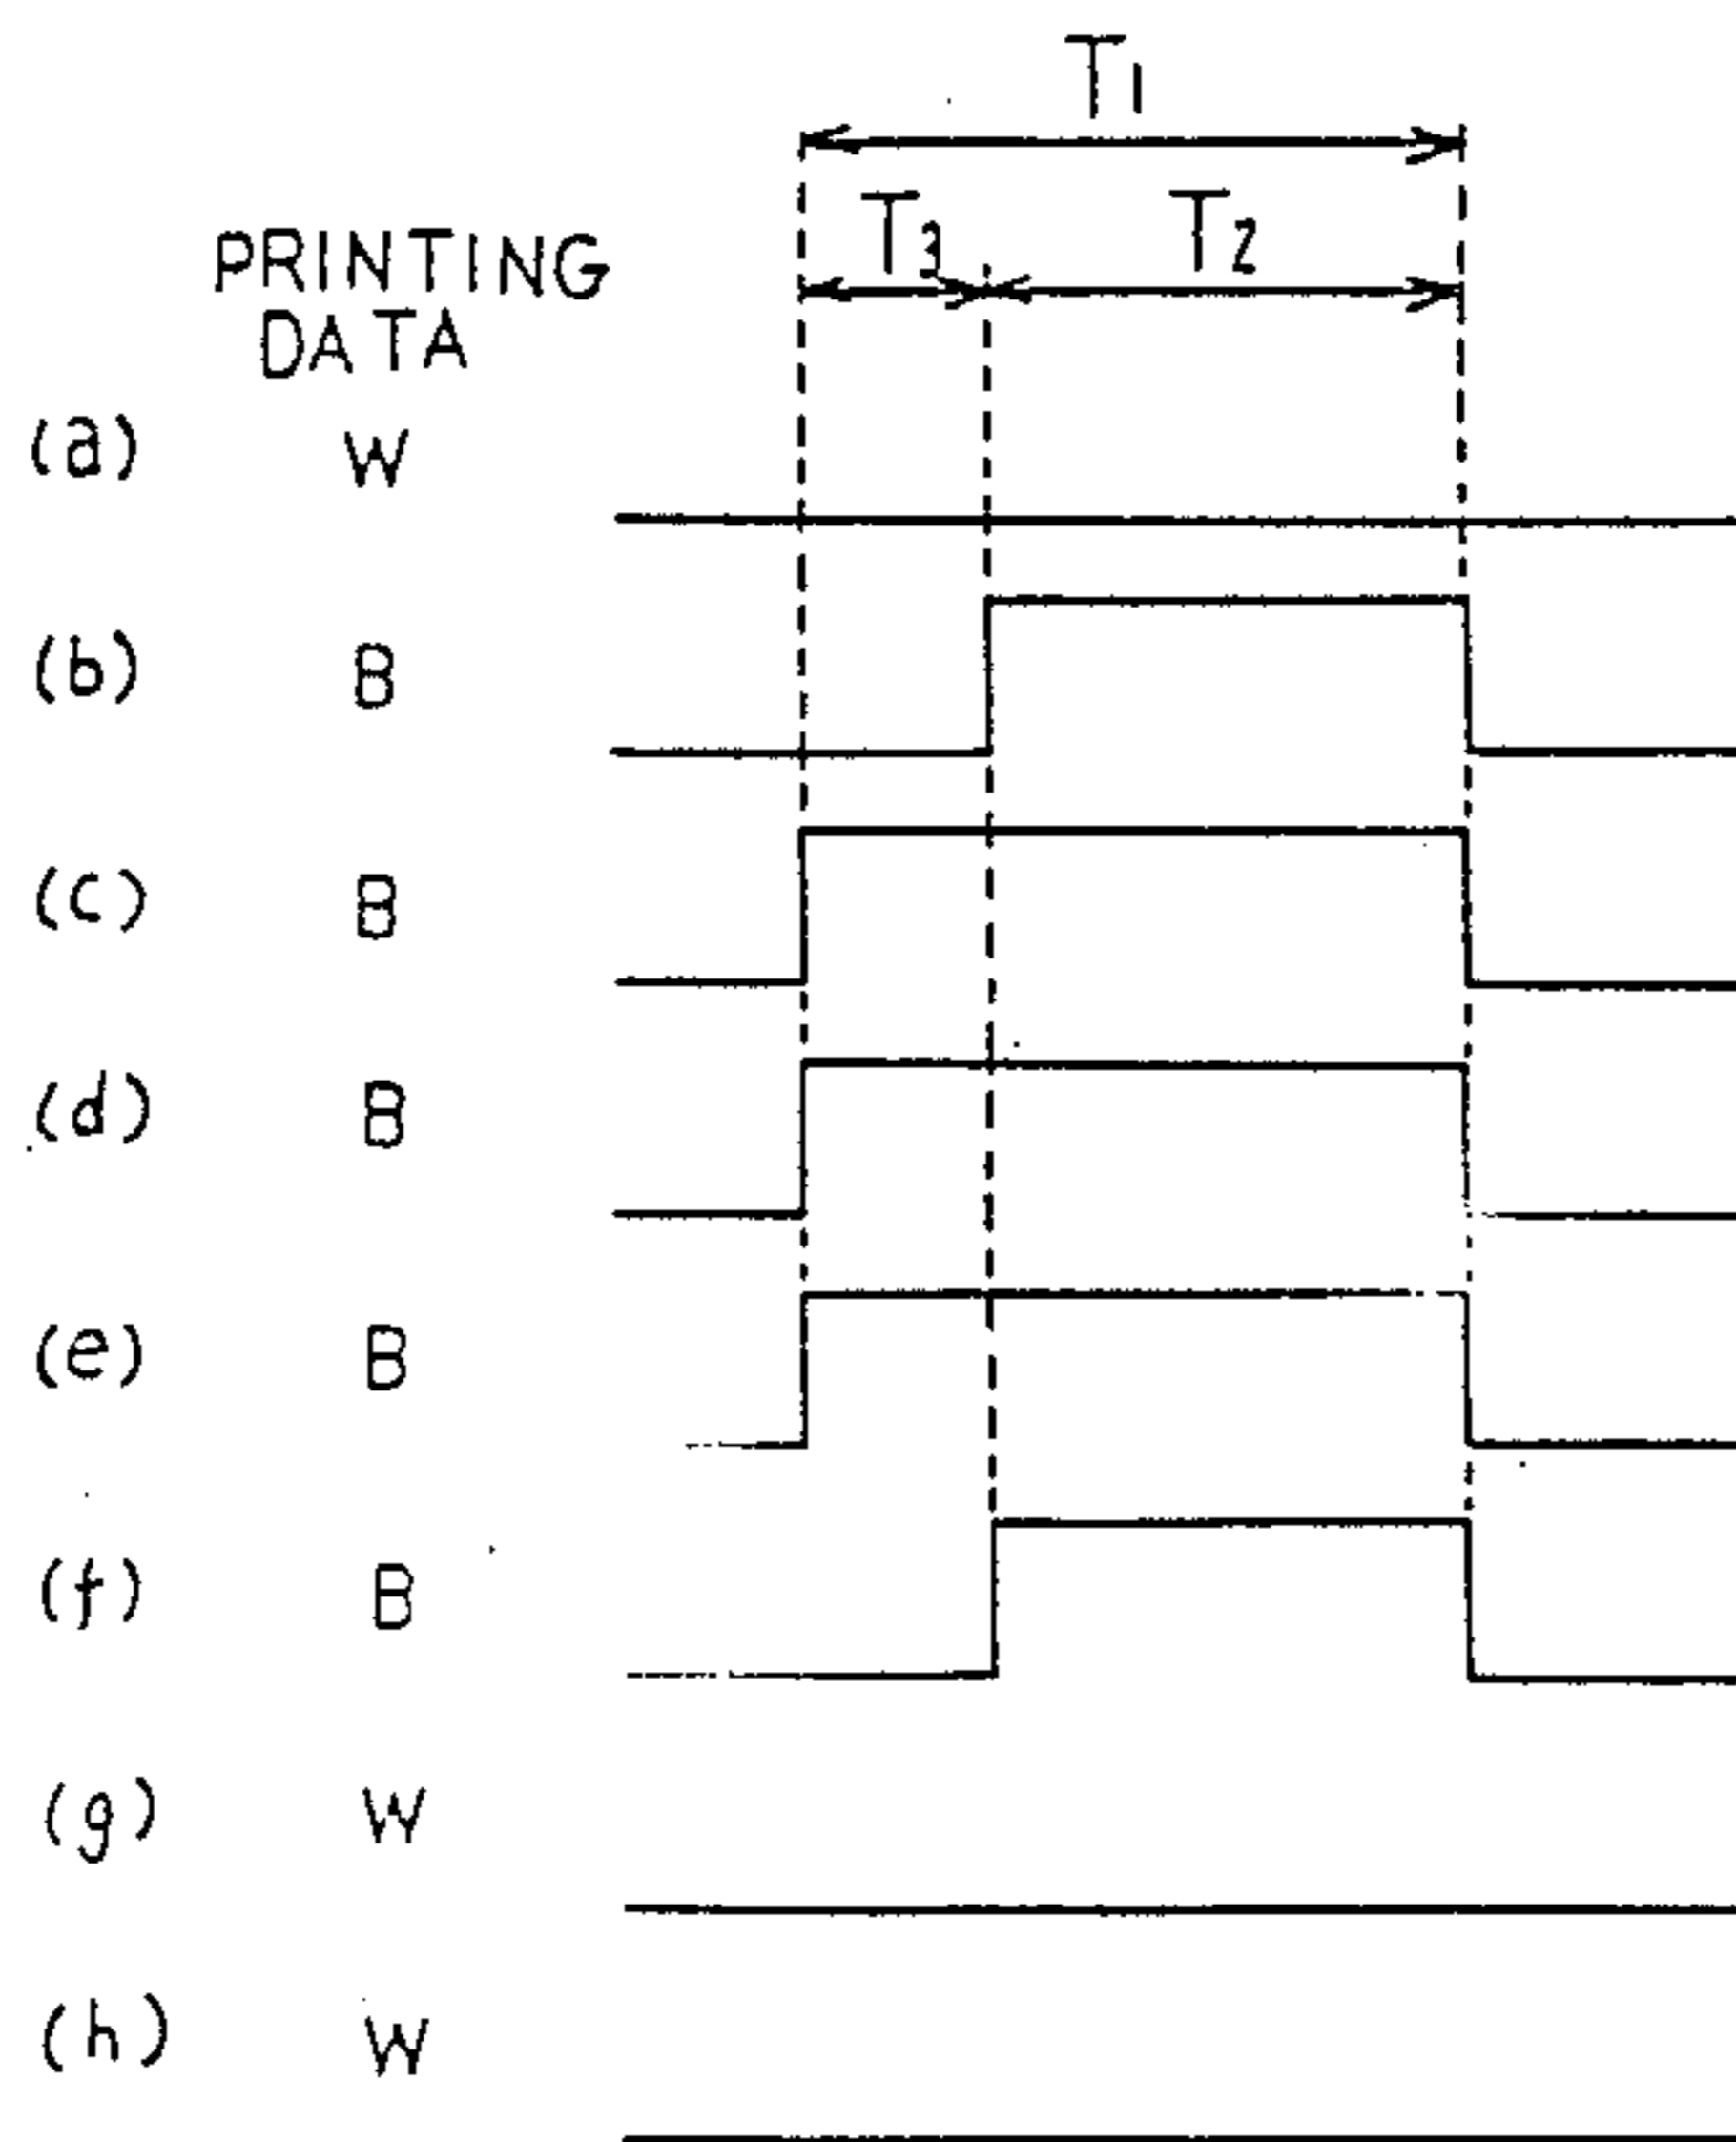 T1
T3 T2
PRINTING
DATA
(a) W
(b) B
(c) B
(d) B
(e) B
(f) B
(g) W
(h) W